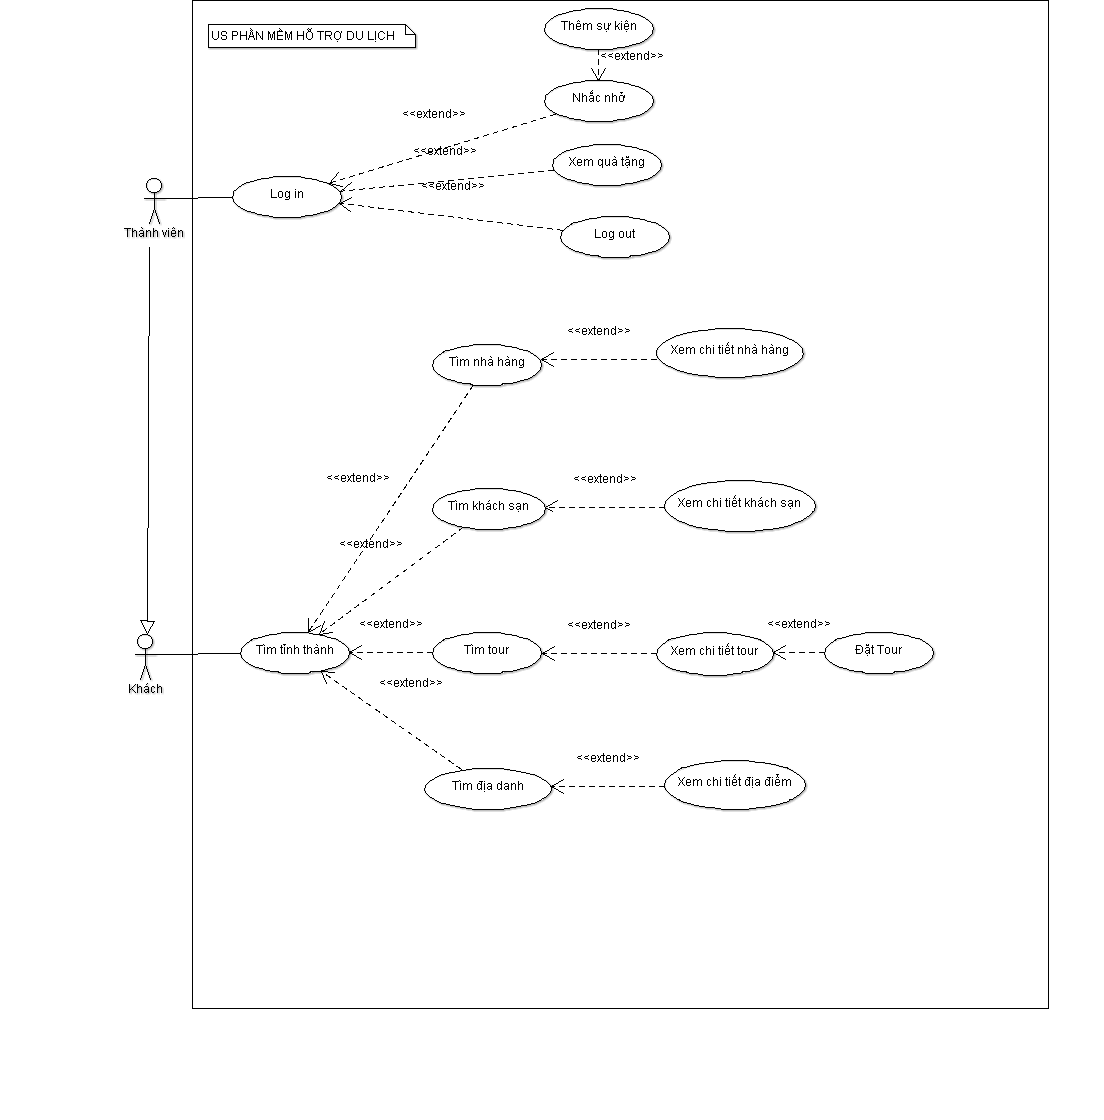 US PHẦN MỀM HỖ TRỢ DU LỊCH
Thêm sự kiện
<<extend>>
Nhắc nhở
<<extend>>
<<extend>>
Xem quà tặng
<<extend>>
Log in
Thành viên
Log out
<<extend>>
Tìm nhà hàng
Xem chi tiết nhà hàng
<<extend>>
<<extend>>
Tìm khách sạn
Xem chi tiết khách sạn
<<extend>>
<<extend>>
<<extend>>
<<extend>>
Tìm tỉnh thành
Tìm tour
Xem chi tiết tour
Đặt Tour
Khách
<<extend>>
<<extend>>
Tìm địa danh
Xem chi tiết địa điểm